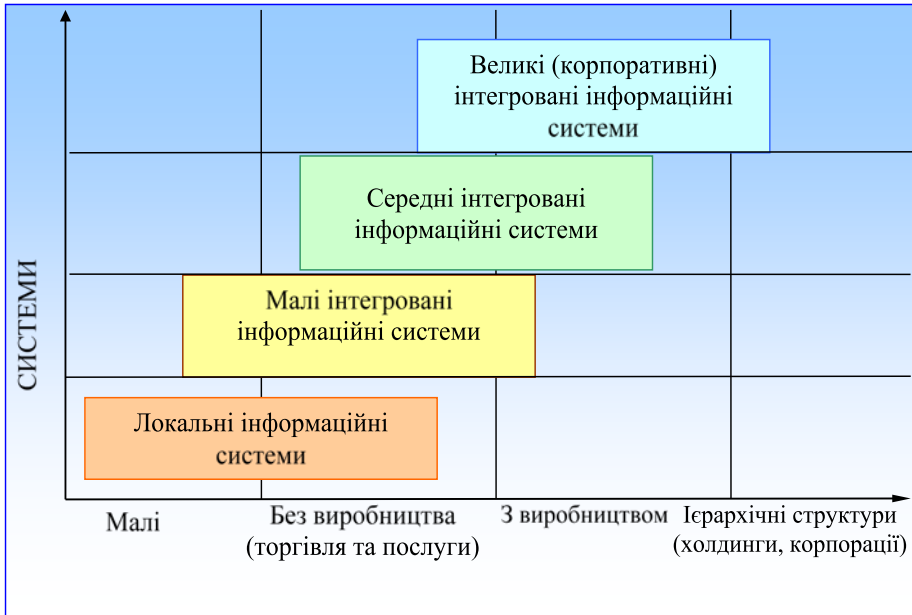 Великі (корпоративні)
інтегровані інформаційні
системи
Середні інтегровані
інформаційні системи
Малі інтегровані
інформаційні системи
Локальні інформаційні
системи
СИСТЕМИ
Малі
Без виробництва
(торгівля та послуги)
З виробництвом
Ієрархічні структури
(холдинги, корпорації)